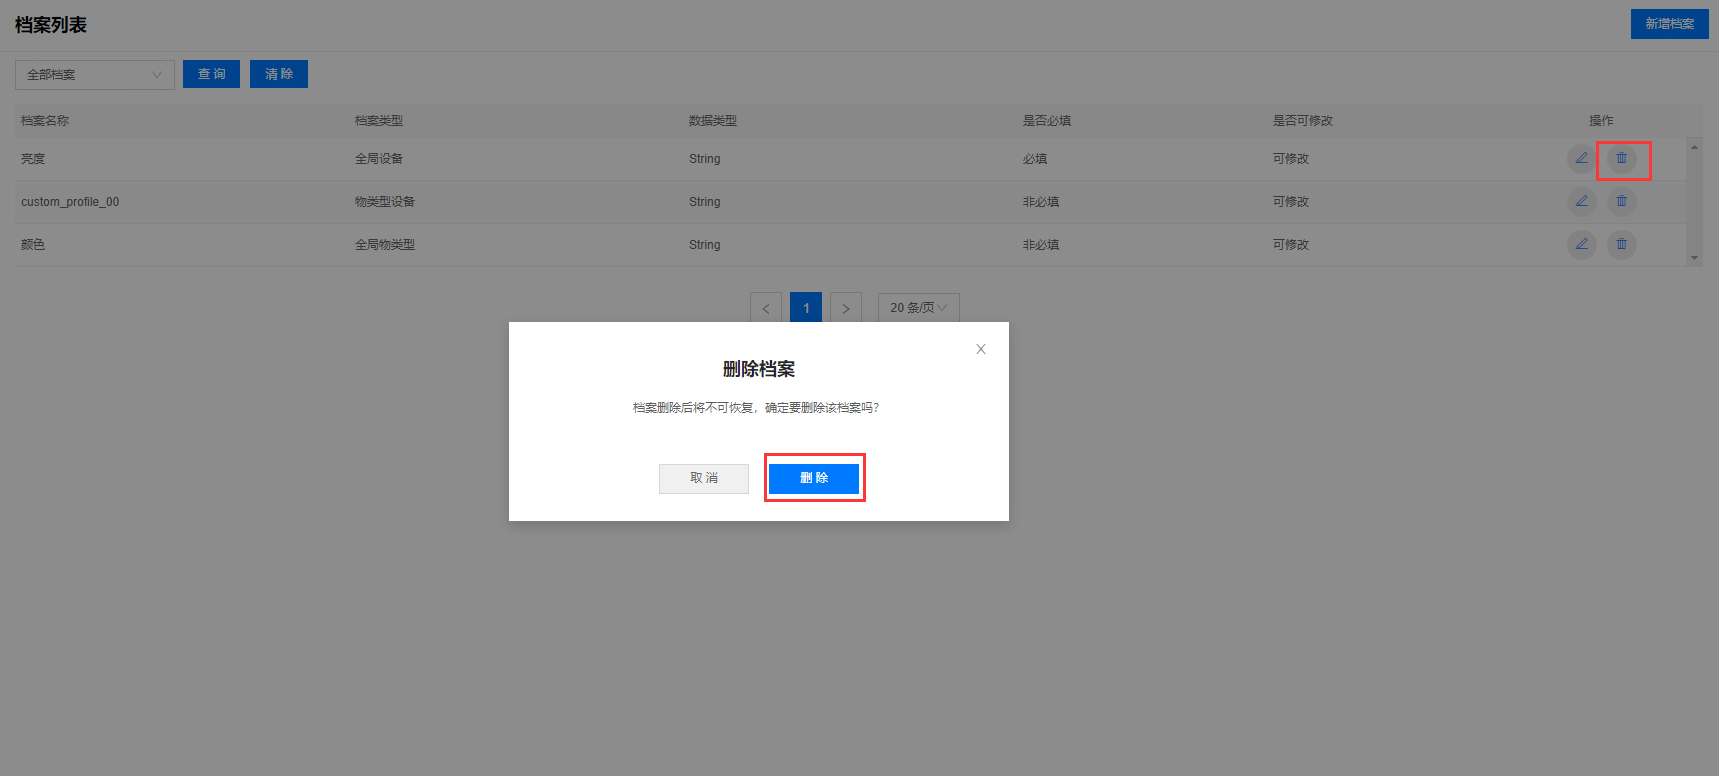 档案列表
新增档案
全部档案
查 询
清 除
档案名称 档案类型 数据类型 是否必填 是否可修改 操作
亮度 全局设备 String 必填 可修改
custom_profile_00 物类型设备 String 非必填 可修改
颜色 全局物类型 String 非必填 可修改
< 1 > 20 条/页
X
删除档案
档案删除后将不可恢复，确定要删除该档案吗?
取 消
删 除